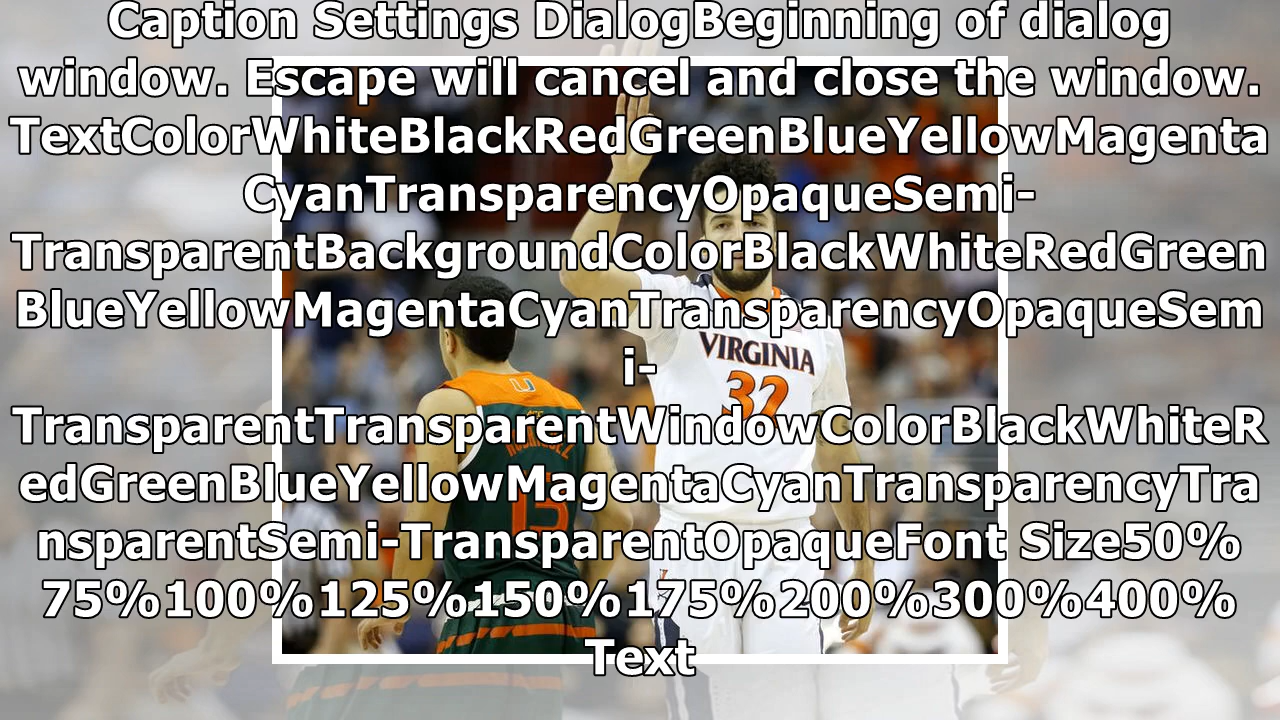 Caption Settings DialogBeginning of dialog
window. Escape will cancel and close the window.
TextColorWhiteBlackRedGreenBlueYellowMagenta
CyanTransparencyOpaqueSemi-
TransparentBackgroundColorBlackWhiteRedGreen
BlueYellowMagentaCyanTransparencyOpaqueSem
i-
TransparentTransparentWindowColorBlackWhiteR
edGreenBlueYellowMagentaCyanTransparencyTra
nsparentSemi-TransparentOpaqueFont Size50%
75%100%125%150%175%200%300%400%
Text
VIRGINIA
32